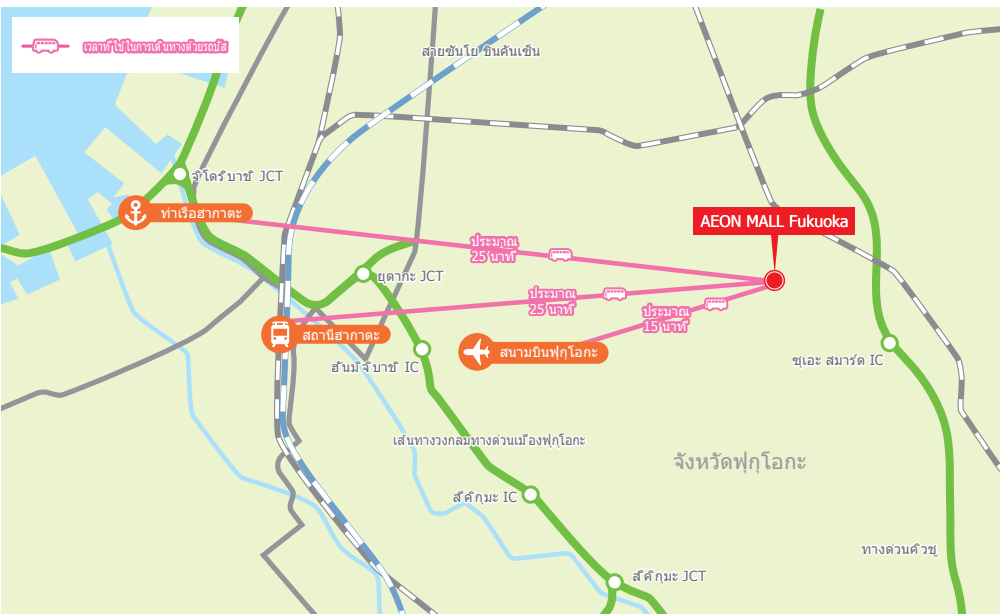 เวลาที่ใช้ในการเดินทางด้วยรถบัส
สายซันโย ชินคันเซ็น
จิโดริบาชิ JCT
ท่าเรือฮากาตะ
AEON MALL Fukuoka
ประมาณ
25 นาที
ยุตากะ JCT
ประมาณ
25 นาที
ประมาณ
15 นาที
สถานีฮากาตะ
สนามบินฟุกุโอกะ
ฮันมิจิบาชิ IC
ซุเอะ สมาร์ต IC
เส้นทางวงกลมทางด่วนเมืองฟุกุโอกะ
จังหวัดฟุกุโอกะ
สึคิกุมะ IC
ทางด่วนคิวชู
สึคิกุมะ JCT